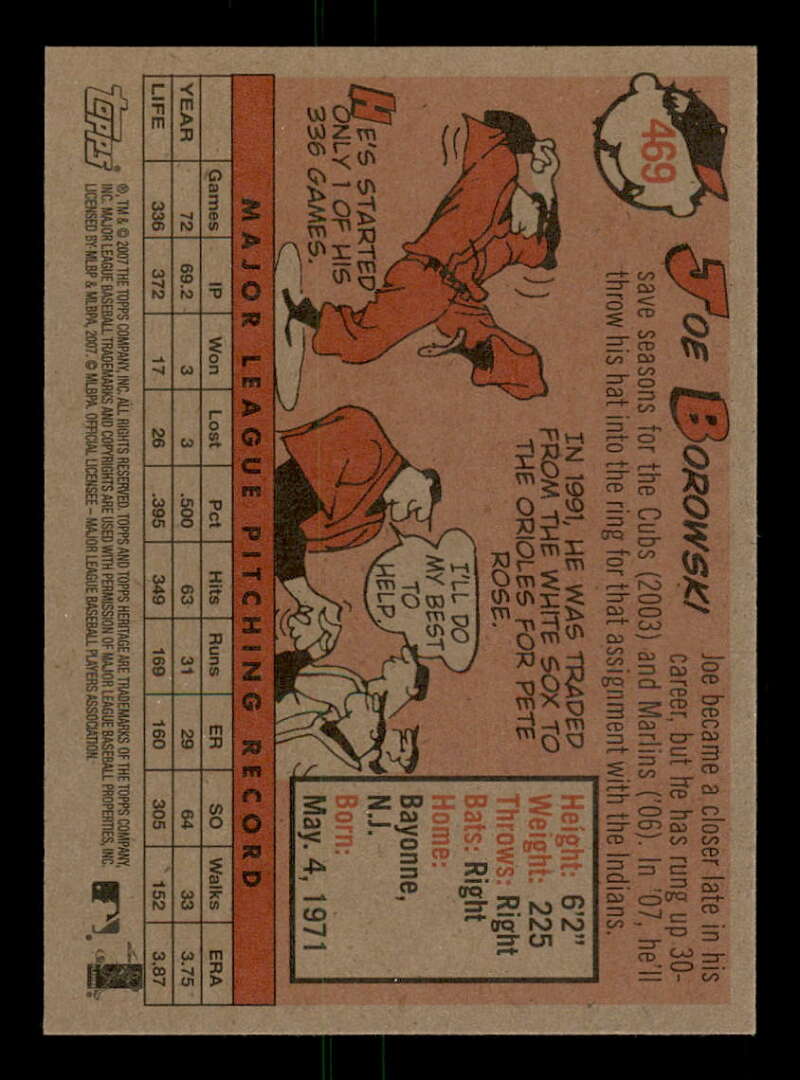 469
JOE BOROWSKI
Joe became a closer late in his
career, but he has rung up 30-
save seasons for the Cubs (2003) and Marlins ('06). In '07, he'll
throw his hat into the ring for that assignment with the Indians.
HE'S STARTED
ONLY 1 OF HIS
336 GAMES.
IN 1991, HE WAS TRADED
FROM THE WHITE SOX TO
THE ORIOLES FOR PETE
ROSE.
I'LL DO
MY BEST
TO
HELP.
Height: 6'2"
Weight: 225
Throws: Right
Bats: Right
Home:
Bayonne,
N.J.
Born:
May. 4, 1971
MAJOR LEAGUE PITCHING RECORD
Games IP Won Lost Pct Hits Runs ER SO Walks ERA
YEAR 72 69.2 3 3 .500 63 31 29 64 33 3.75
LIFE 336 372 17 26 .395 349 169 160 305 152 3.87
Topps
®, TM & © 2007 THE TOPPS COMPANY, INC. ALL RIGHTS RESERVED. TOPPS AND TOPPS HERITAGE ARE TRADEMARKS OF THE TOPPS COMPANY,
INC. MAJOR LEAGUE BASEBALL TRADEMARKS AND COPYRIGHTS ARE USED WITH PERMISSION OF MAJOR LEAGUE BASEBALL PROPERTIES, INC.
LICENSED BY-MLBP & MLBPA, 2007. © MLBPA. OFFICIAL LICENSEE – MAJOR LEAGUE BASEBALL PLAYERS ASSOCIATION.